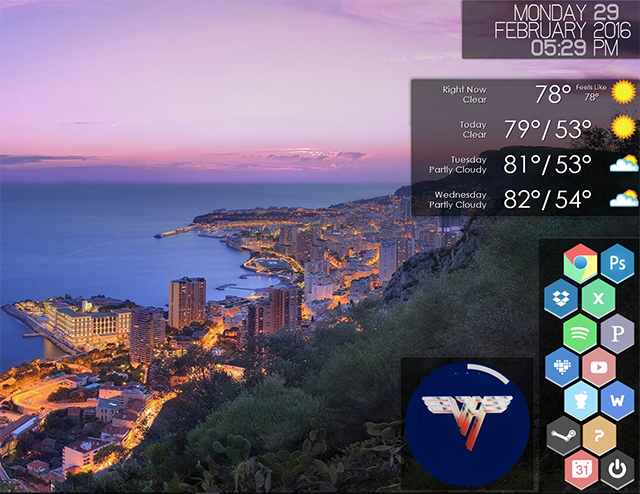 MONDAY 29
FEBRUARY 2016
05:29 PM
Right Now
Clear
78° Feels Like
78°
Today
Clear
79°/53°
Tuesday
Partly Cloudy
81°/53°
Wednesday
Partly Cloudy
82°/54°
Ps
X
P
W
?
31